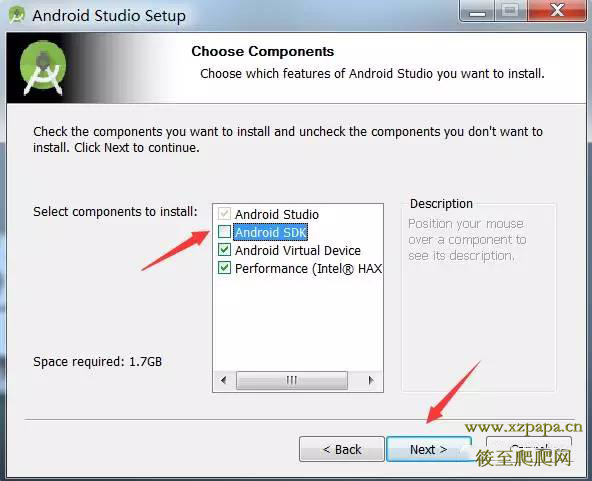 Android Studio Setup
Choose Components
Choose which features of Android Studio you want to install.
Check the components you want to install and uncheck the components you don't want to
install. Click Next to continue.
Select components to install:
Android Studio
Android SDK
Android Virtual Device
Performance (Intel® HAX
Description
Position your mouse
over a component to
see its description.
Space required: 1.7GB
< Back
Next >
Cancel
www.xzpapa.cn
筱至爬爬网